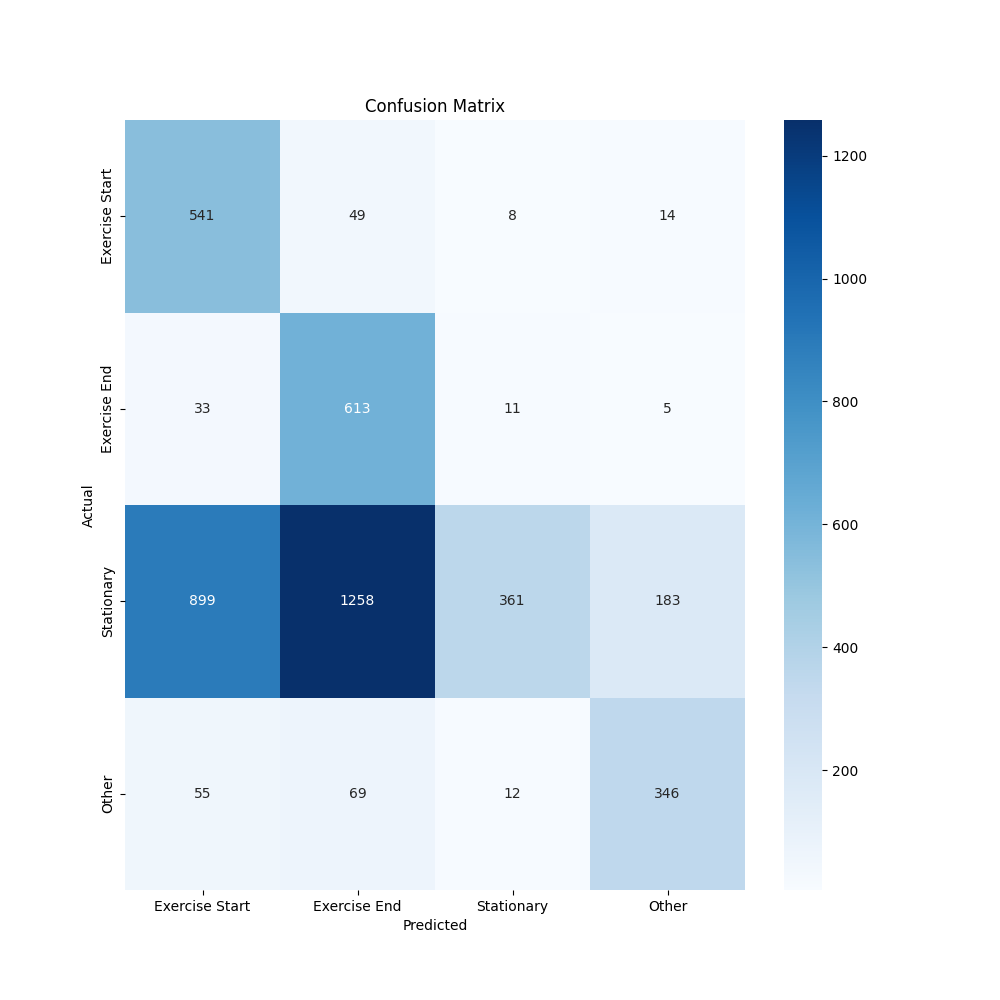 Confusion Matrix
Actual
Exercise Start
541 49 8 14
Exercise End
33 613 11 5
Stationary
899 1258 361 183
Other
55 69 12 346
Exercise Start Exercise End Stationary Other
Predicted
1200
1000
800
600
400
200